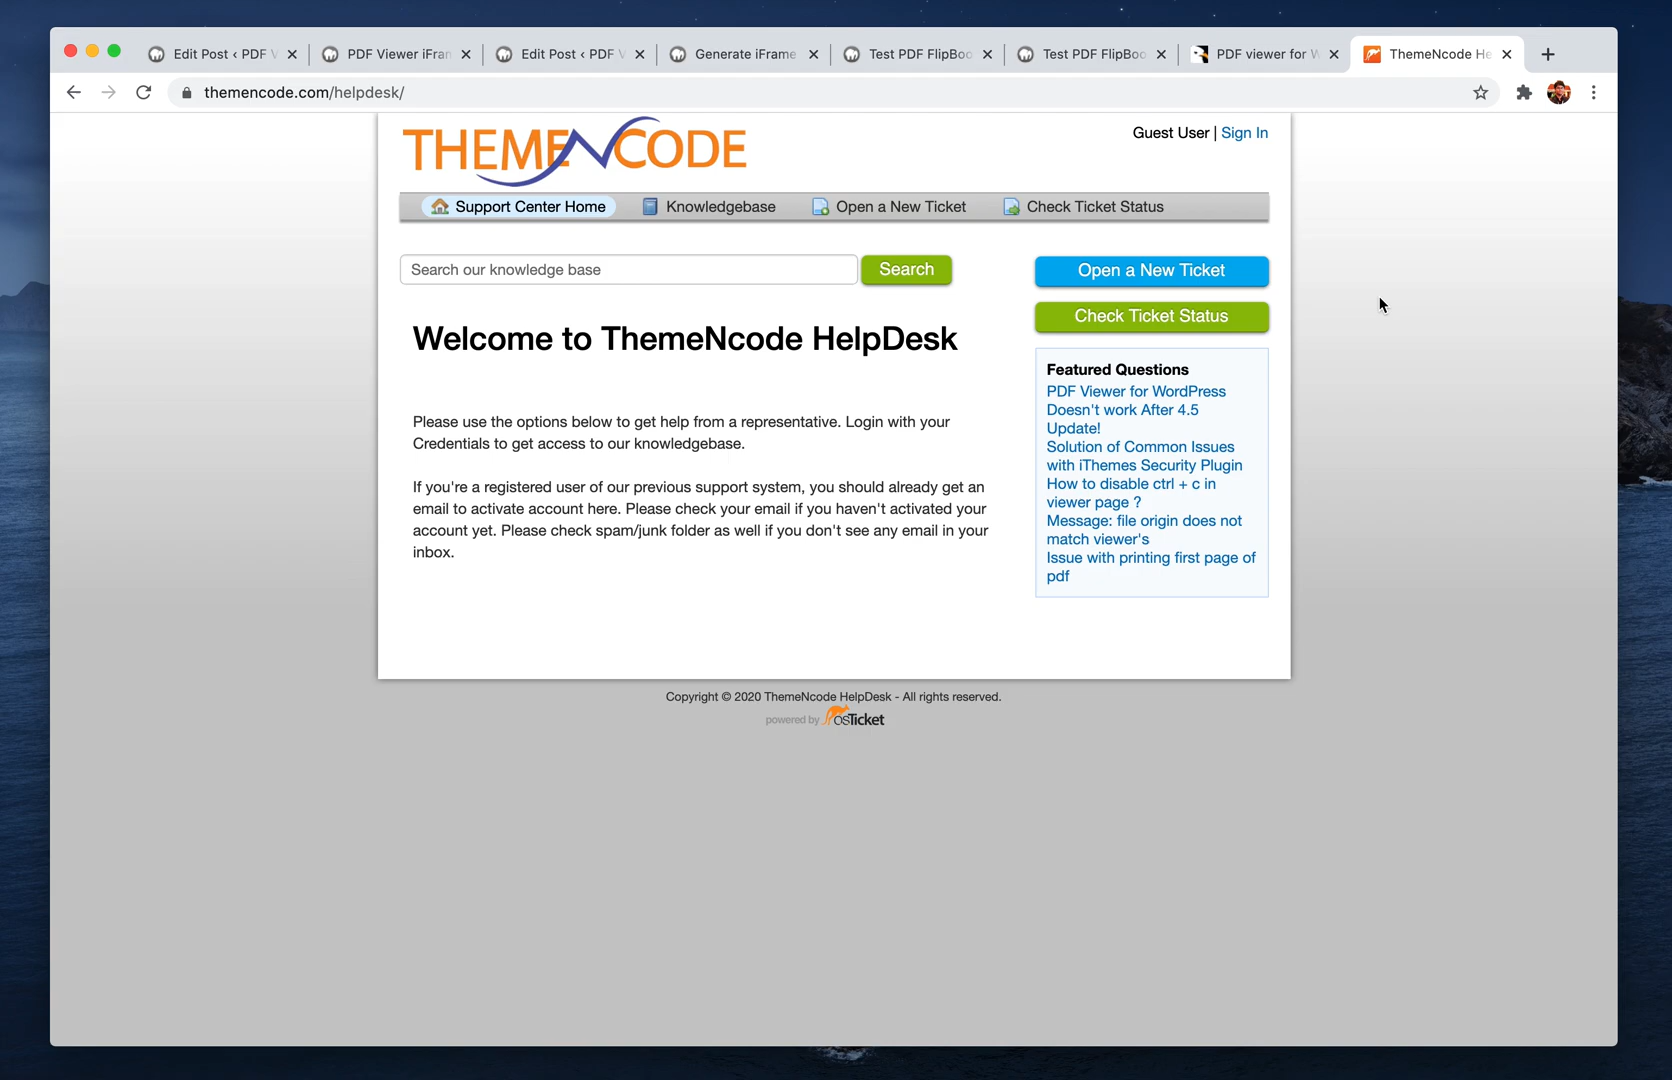 Edit Post ‹ PDF V
PDF Viewer iFran
Edit Post ‹ PDF V
Generate iFrame
Test PDF FlipBoo
Test PDF FlipBoo
PDF viewer for W
ThemeNcode He
themencode.com/helpdesk/
THEMENCODE
Guest User | Sign In
Support Center Home
Knowledgebase
Open a New Ticket
Check Ticket Status
Search our knowledge base
Search
Open a New Ticket
Check Ticket Status
Welcome to ThemeNcode HelpDesk
Please use the options below to get help from a representative. Login with your
Credentials to get access to our knowledgebase.
If you're a registered user of our previous support system, you should already get an
email to activate account here. Please check your email if you haven't activated your
account yet. Please check spam/junk folder as well if you don't see any email in your
inbox.
Featured Questions
PDF Viewer for WordPress
Doesn't work After 4.5
Update!
Solution of Common Issues
with iThemes Security Plugin
How to disable ctrl + c in
viewer page ?
Message: file origin does not
match viewer's
Issue with printing first page of
pdf
Copyright © 2020 ThemeNcode HelpDesk - All rights reserved.
powered by osTicket